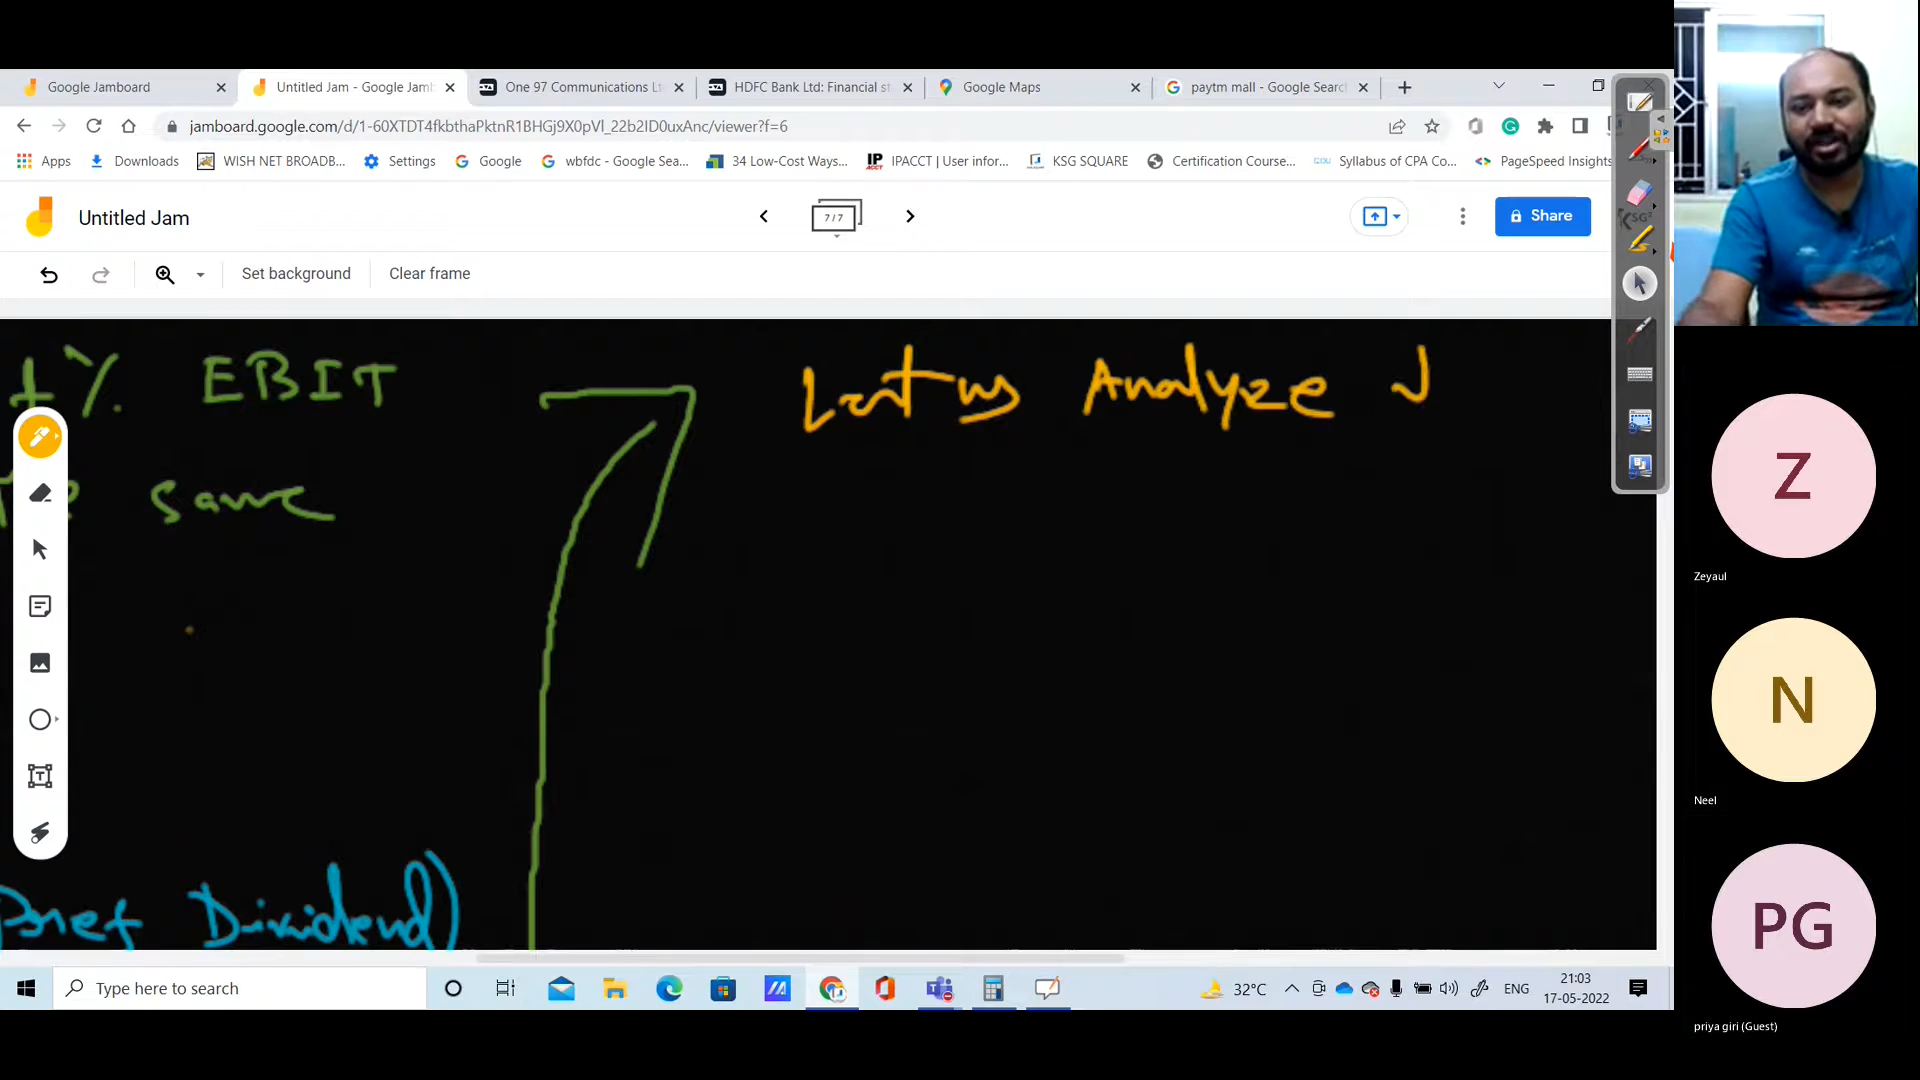 Google Jamboard
Untitled Jam - Google Jamb
One 97 Communications Lt
HDFC Bank Ltd: Financial st
Google Maps
paytm mall - Google Search
jamboard.google.com/d/1-60XTDT4fkbthaPktnR1BHGj9X0pVl_22b2ID0uxAnc/viewer?f=6
Apps Downloads WISH NET BROADB... Settings Google wbfdc - Google Sea... 34 Low-Cost Ways... IPACCT | User infor... KSG SQUARE Certification Course... Syllabus of CPA Co... PageSpeed Insights
Untitled Jam
7 / 7
Share
Set background Clear frame
% EBIT
Let us Analyze
same
Pref Dividend)
Z
Zeyaul
N
Neel
PG
priya giri (Guest)
Type here to search
32°C
ENG
21:03
17-05-2022